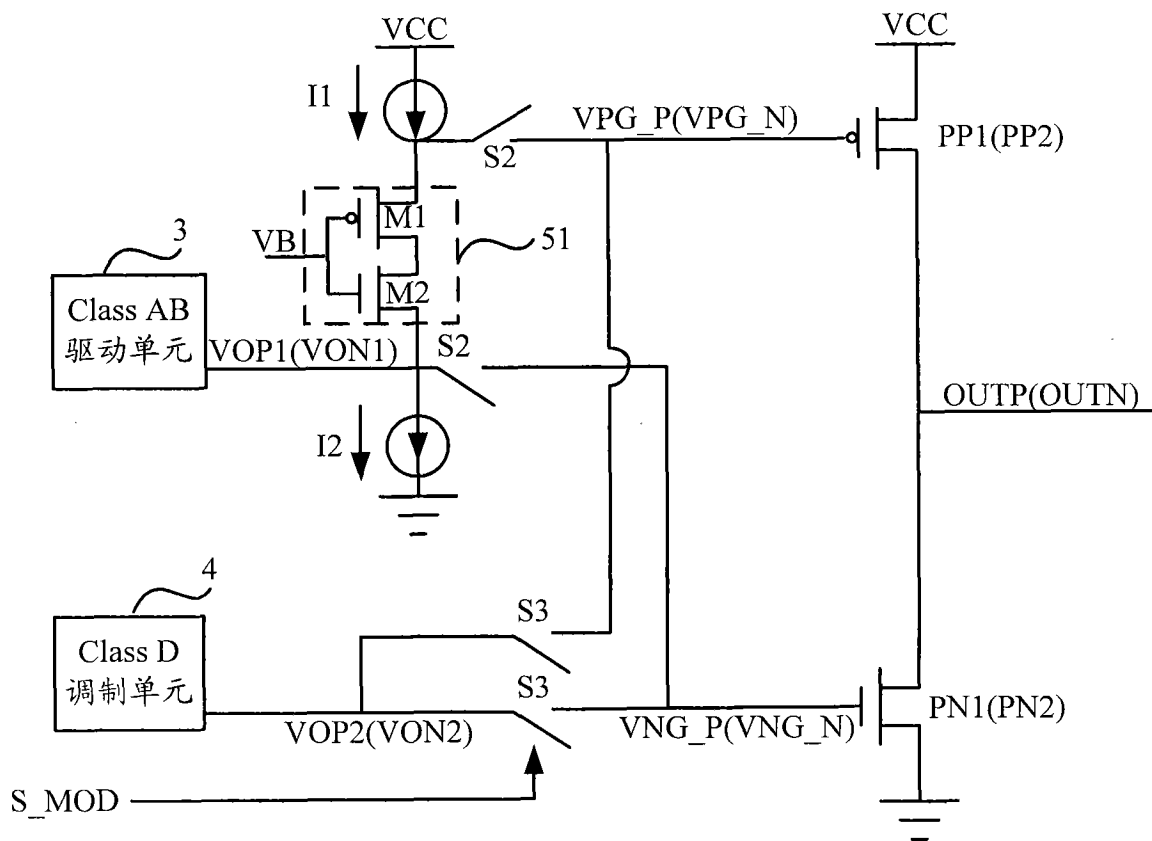 VCC
VCC
I1
VPG_P(VPG_N)
S2
PP1(PP2)
M1
VB
51
3
M2
Class AB
驱动单元
VOP1(VON1)
S2
OUTP(OUTN)
I2
4
S3
Class D
调制单元
S3
VOP2(VON2)
VNG_P(VNG_N)
PN1(PN2)
S_MOD